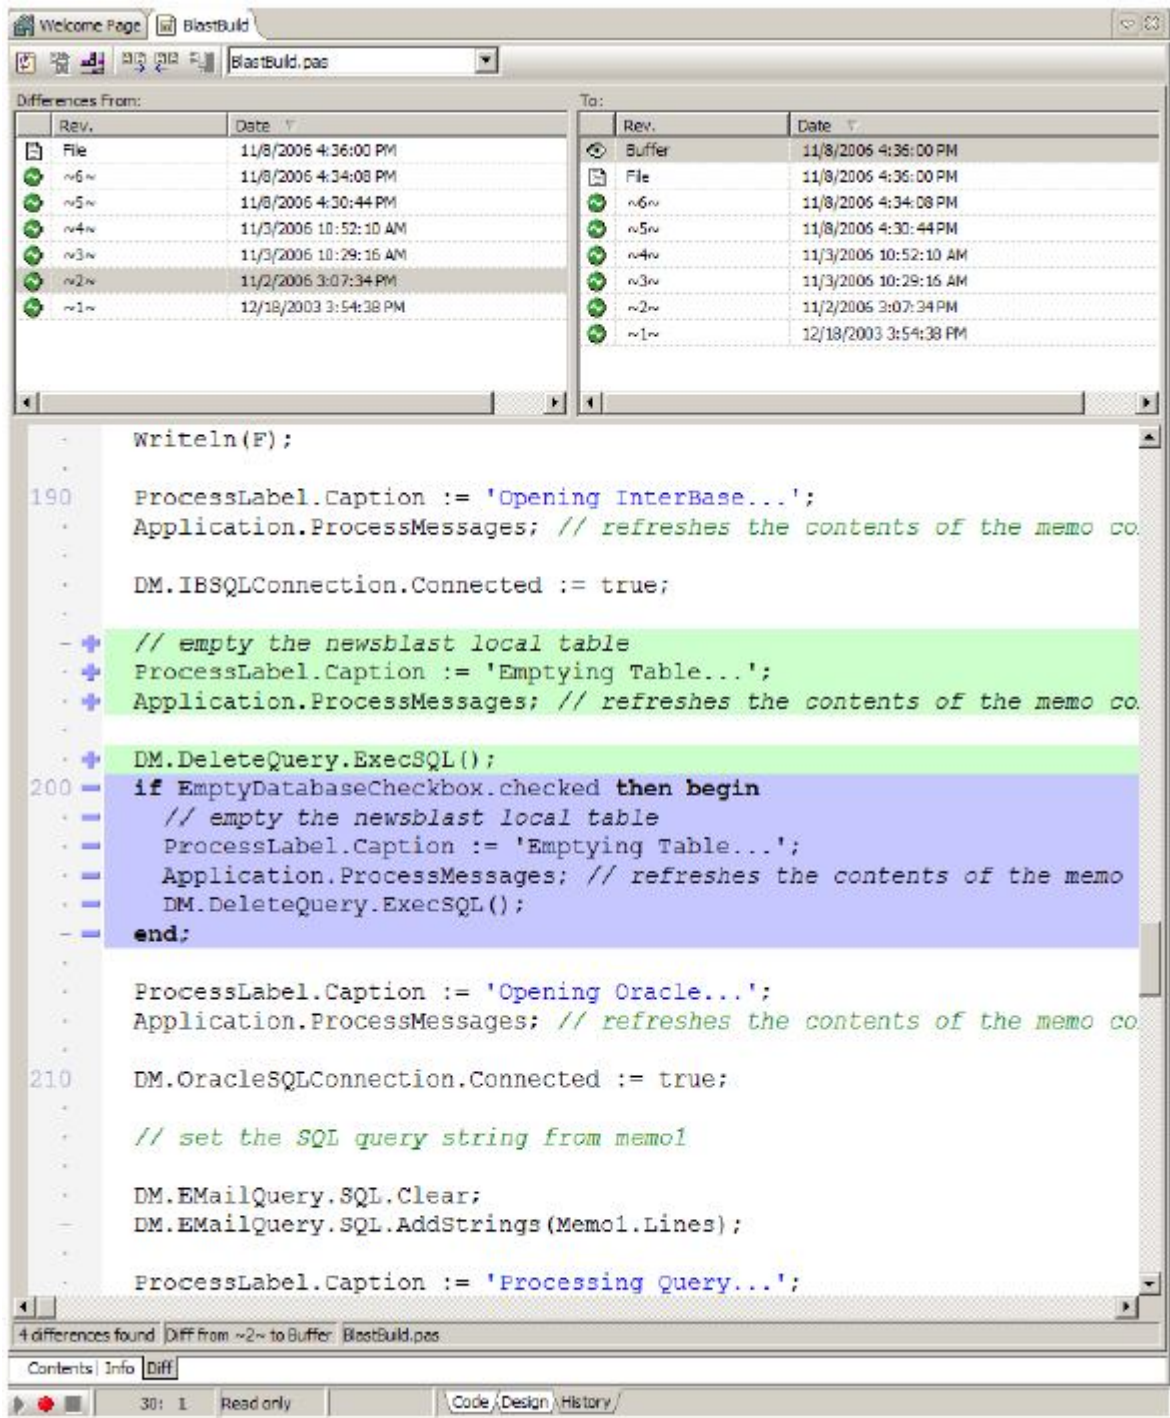 Welcome Page BlastBuild
BlastBuild.pas
Differences From:
Rev. Date
File 11/8/2006 4:36:00 PM
~6~ 11/8/2006 4:34:08 PM
~5~ 11/8/2006 4:30:44 PM
~4~ 11/3/2006 10:52:10 AM
~3~ 11/3/2006 10:29:16 AM
~2~ 11/2/2006 3:07:34 PM
~1~ 12/18/2003 3:54:38 PM
To:
Rev. Date
Buffer 11/8/2006 4:36:00 PM
File 11/8/2006 4:36:00 PM
~6~ 11/8/2006 4:34:08 PM
~5~ 11/8/2006 4:30:44 PM
~4~ 11/3/2006 10:52:10 AM
~3~ 11/3/2006 10:29:16 AM
~2~ 11/2/2006 3:07:34 PM
~1~ 12/18/2003 3:54:38 PM
Writeln(F);
190 ProcessLabel.Caption := 'Opening InterBase...';
Application.ProcessMessages; // refreshes the contents of the memo co
DM.IBSQLConnection.Connected := true;
// empty the newsblast local table
ProcessLabel.Caption := 'Emptying Table...';
Application.ProcessMessages; // refreshes the contents of the memo co
DM.DeleteQuery.ExecSQL();
200 if EmptyDatabaseCheckbox.checked then begin
// empty the newsblast local table
ProcessLabel.Caption := 'Emptying Table...';
Application.ProcessMessages; // refreshes the contents of the memo
DM.DeleteQuery.ExecSQL();
end;
ProcessLabel.Caption := 'Opening Oracle...';
Application.ProcessMessages; // refreshes the contents of the memo co
210 DM.OracleSQLConnection.Connected := true;
// set the SQL query string from memo1
DM.EMailQuery.SQL.Clear;
DM.EMailQuery.SQL.AddStrings(Memo1.Lines);
ProcessLabel.Caption := 'Processing Query...';
4 differences found Diff from ~2~ to Buffer BlastBuild.pas
Contents Info Diff
30: 1 Read only Code Design History